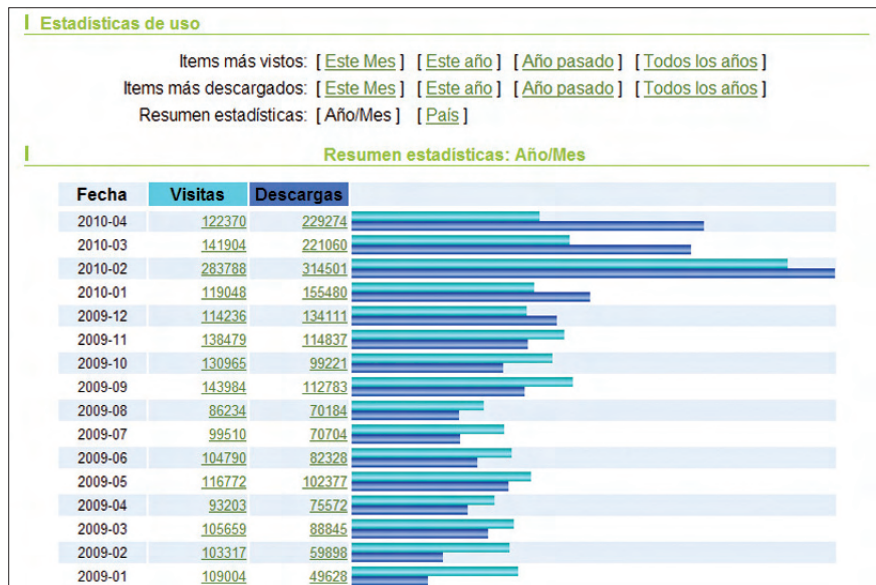 Estadísticas de uso
Items más vistos: [ Este Mes ] [ Este año ] [ Año pasado ] [ Todos los años ]
Items más descargados: [ Este Mes ] [ Este año ] [ Año pasado ] [ Todos los años ]
Resumen estadísticas: [ Año/Mes ] [ País ]
Resumen estadísticas: Año/Mes
Fecha Visitas Descargas
2010-04 122370 229274
2010-03 141904 221060
2010-02 283788 314501
2010-01 119048 155480
2009-12 114236 134111
2009-11 138479 114837
2009-10 130965 99221
2009-09 143984 112783
2009-08 86234 70184
2009-07 99510 70704
2009-06 104790 82328
2009-05 116772 102377
2009-04 93203 75572
2009-03 105659 88845
2009-02 103317 59898
2009-01 109004 49628